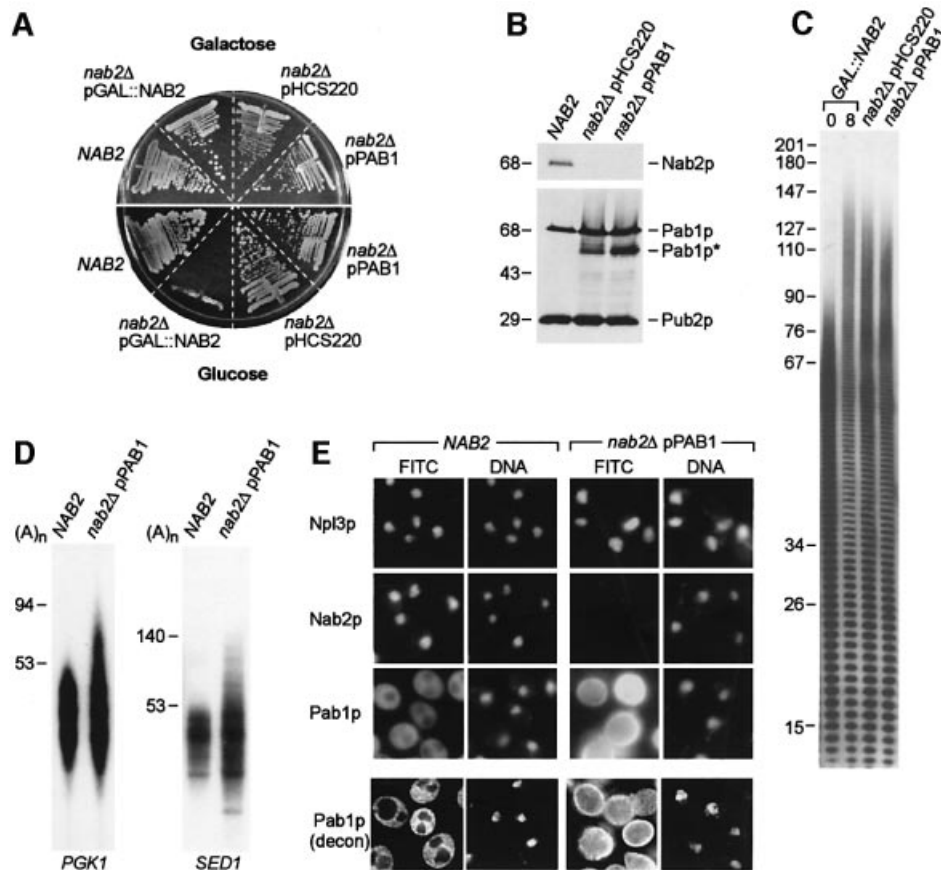 A
Galactose
nab2Δ
pGAL::NAB2
nab2Δ
pHCS220
NAB2
nab2Δ
pPAB1
NAB2
nab2Δ
pPAB1
nab2Δ
pGAL::NAB2
nab2Δ
pHCS220
Glucose
B
NAB2
nab2Δ pHCS220
nab2Δ pPAB1
68
Nab2p
68
Pab1p
Pab1p*
43
29
Pub2p
C
GAL::NAB2
0 8
nab2Δ pHCS220
nab2Δ pPAB1
201
180
147
127
110
90
76
67
34
26
15
D
NAB2
nab2Δ pPAB1
(A)n
94
53
PGK1
NAB2
nab2Δ pPAB1
(A)n
140
53
SED1
E
NAB2
nab2Δ pPAB1
FITC DNA FITC DNA
Npl3p
Nab2p
Pab1p
Pab1p
(decon)